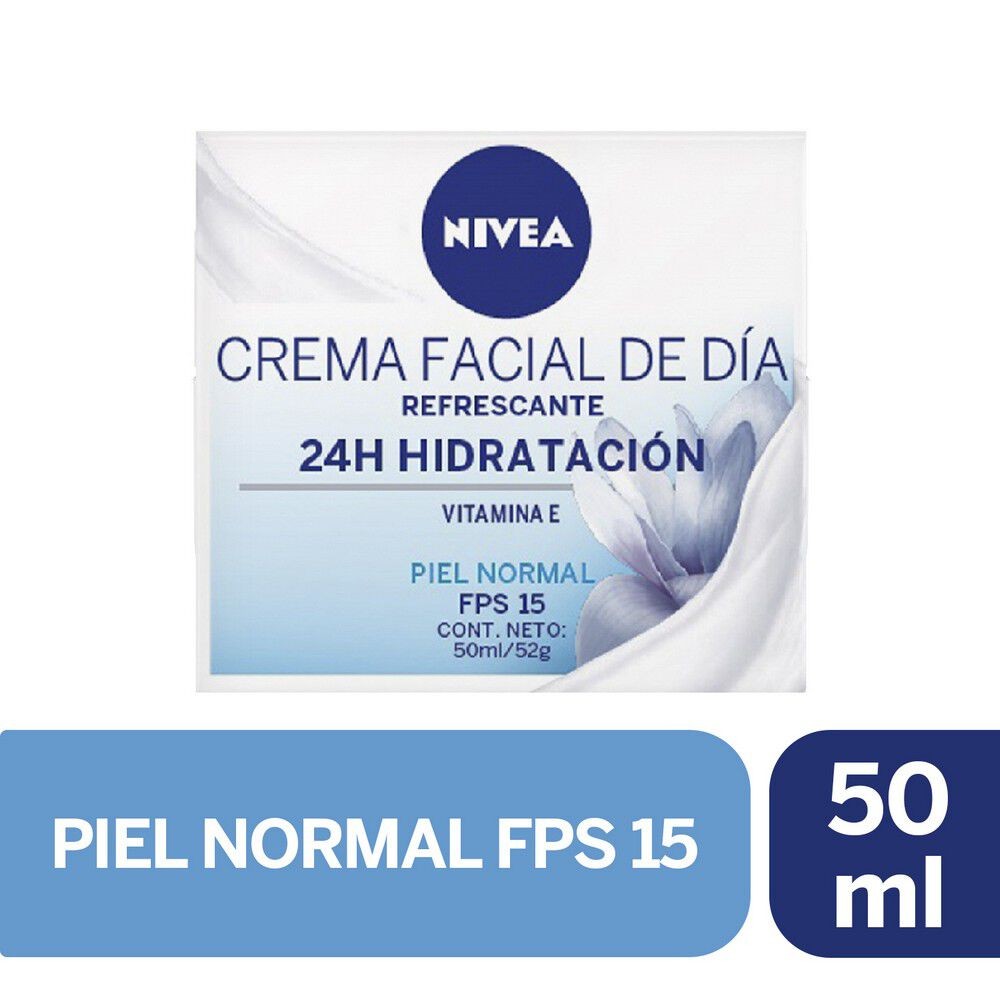 NIVEA
CREMA FACIAL DE DÍA
REFRESCANTE
24H HIDRATACIÓN
VITAMINA E
PIEL NORMAL
FPS 15
CONT. NETO:
50ml/52g
PIEL NORMAL FPS 15
50
ml